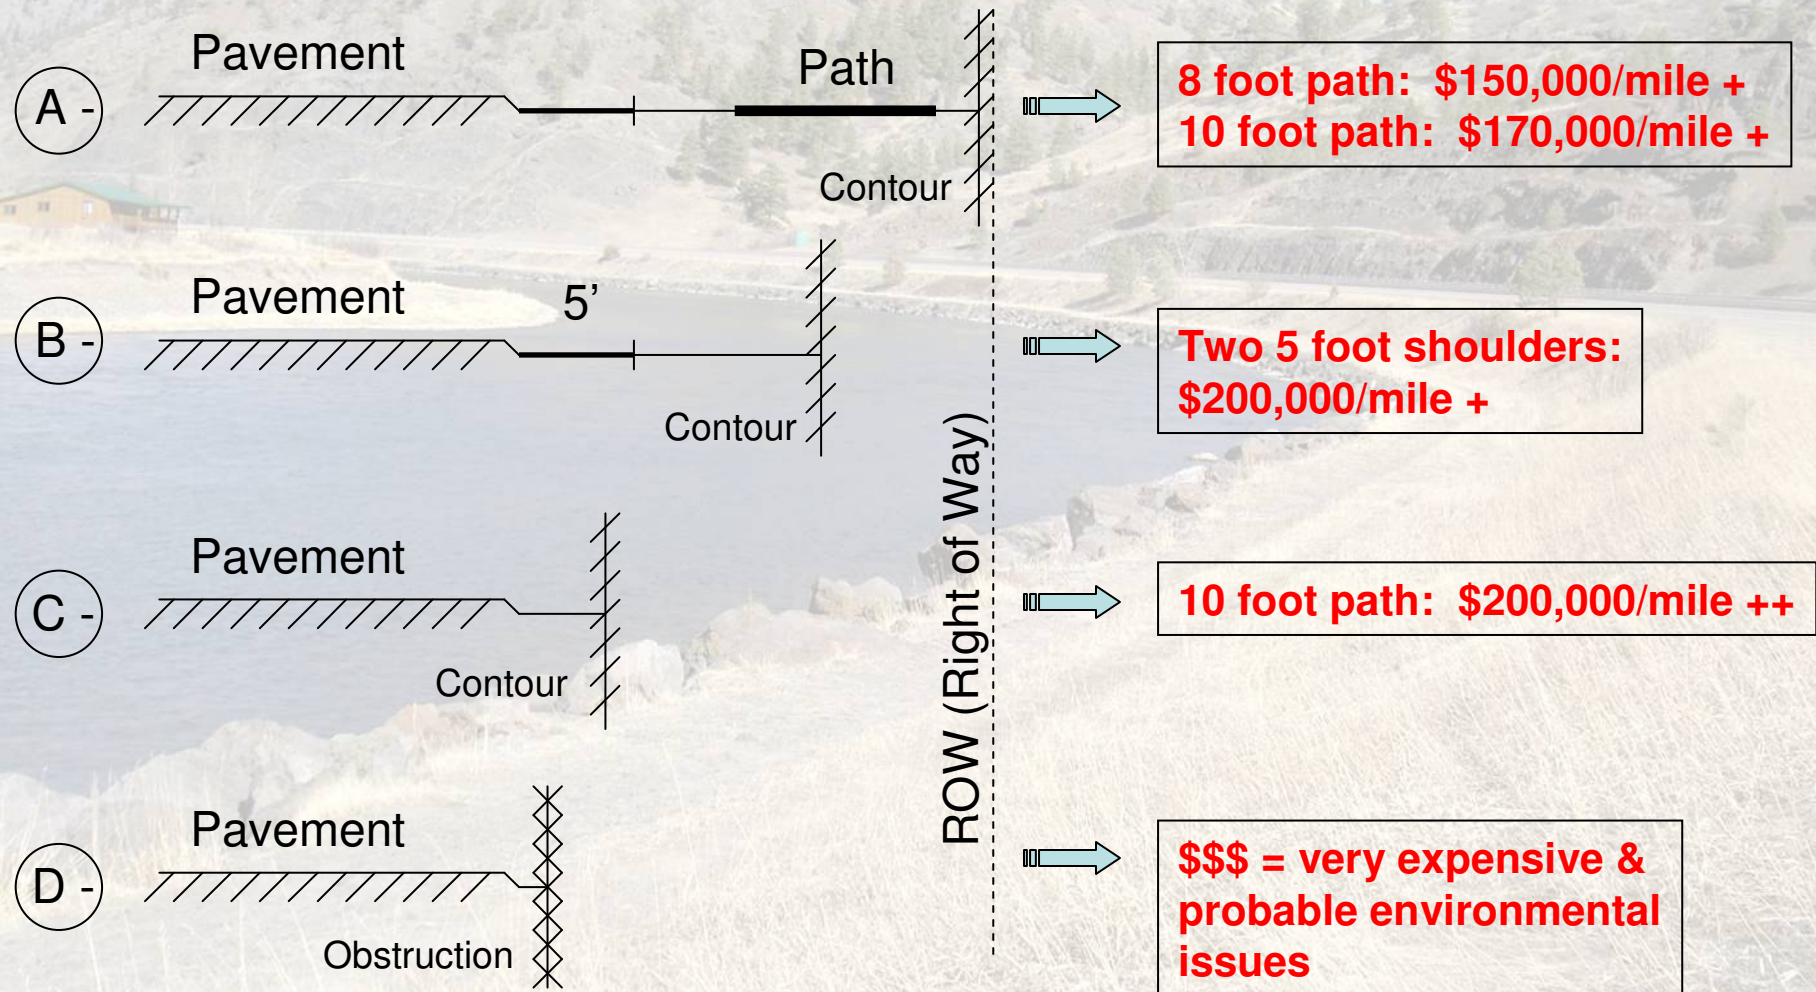 A -
Pavement
Path
Contour
8 foot path: $150,000/mile +
10 foot path: $170,000/mile +
B -
Pavement
5’
Contour
Two 5 foot shoulders:
$200,000/mile +
ROW (Right of Way)
C -
Pavement
Contour
10 foot path: $200,000/mile ++
D -
Pavement
Obstruction
$$$ = very expensive &
probable environmental
issues